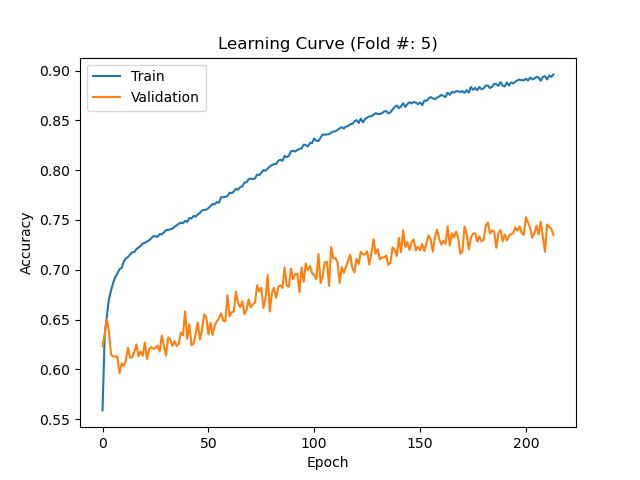 Learning Curve (Fold #: 5)
Train
Validation
0.90
0.85
0.80
0.75
0.70
0.65
0.60
0.55
Accuracy
0 50 100 150 200
Epoch